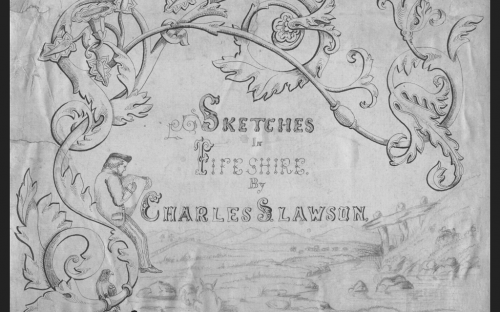 SKETCHES
In
FIFESHIRE.
By
CHARLES S. LAWSON,